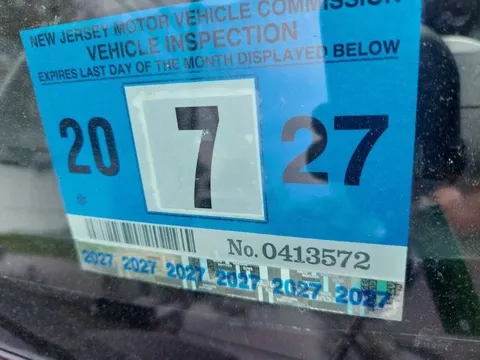 NEW JERSEY MOTOR VEHICLE COMMISSION
VEHICLE INSPECTION
EXPIRES LAST DAY OF THE MONTH DISPLAYED BELOW
20 7 27
No. 0413572
2027 2027 2027 2027 2027 2027 2027